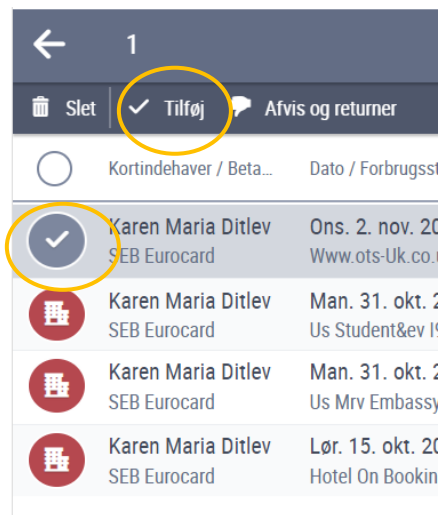 1
Slet Tilføj Afvis og returner
Kortindehaver / Beta... Dato / Forbrugsst
Karen Maria Ditlev Ons. 2. nov. 20
SEB Eurocard Www.ots-Uk.co.u
Karen Maria Ditlev Man. 31. okt. 2
SEB Eurocard Us Student&ev I9
Karen Maria Ditlev Man. 31. okt. 2
SEB Eurocard Us Mrv Embassy
Karen Maria Ditlev Lør. 15. okt. 20
SEB Eurocard Hotel On Bookin